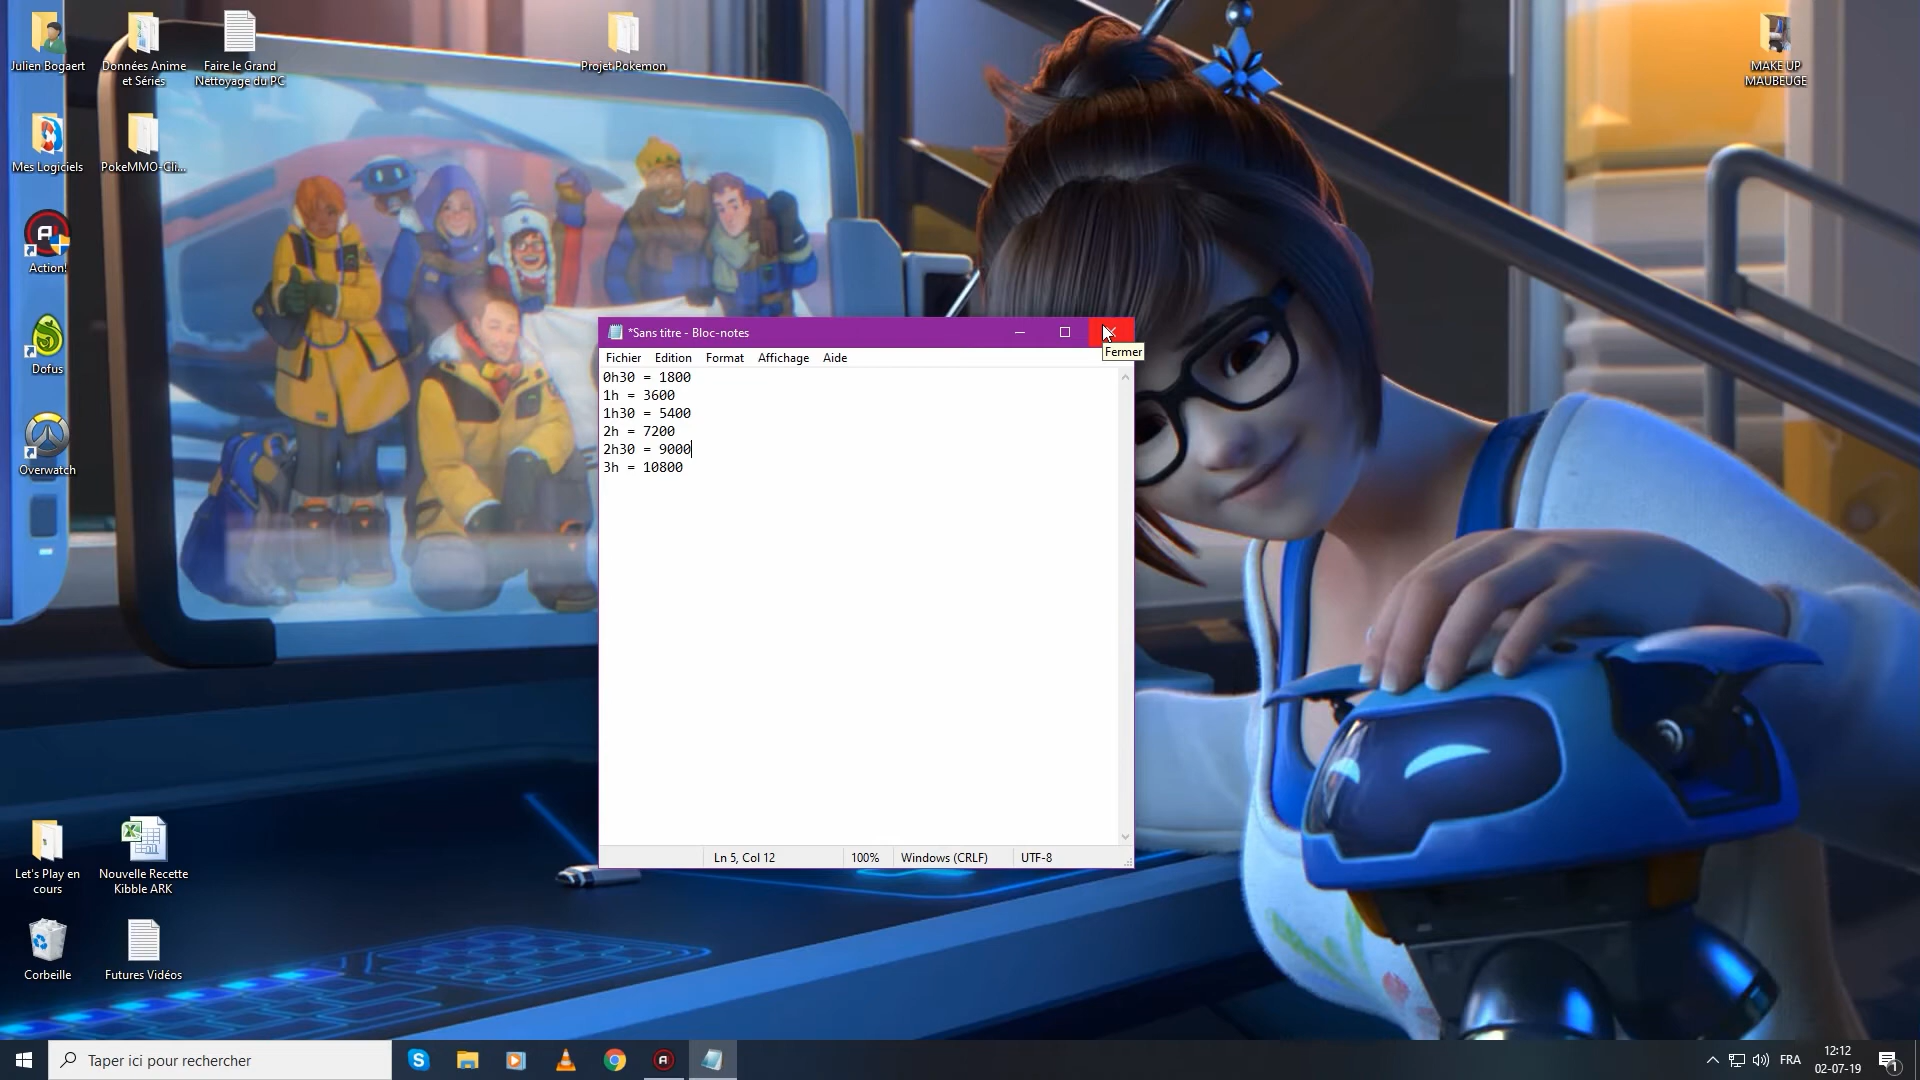 Julien Bogaert
Données Anime
et Séries
Faire le Grand
Nettoyage du PC
Projet Pokemon
MAKE UP
MAUBEUGE
Mes Logiciels
PokeMMO-Cli...
Action!
Dofus
Overwatch
*Sans titre - Bloc-notes
Fermer
Fichier Edition Format Affichage Aide
0h30 = 1800
1h = 3600
1h30 = 5400
2h = 7200
2h30 = 9000
3h = 10800
Ln 5, Col 12 100% Windows (CRLF) UTF-8
Let's Play en
cours
Nouvelle Recette
Kibble ARK
Corbeille
Futures Vidéos
Taper ici pour rechercher
FRA
12:12
02-07-19
1